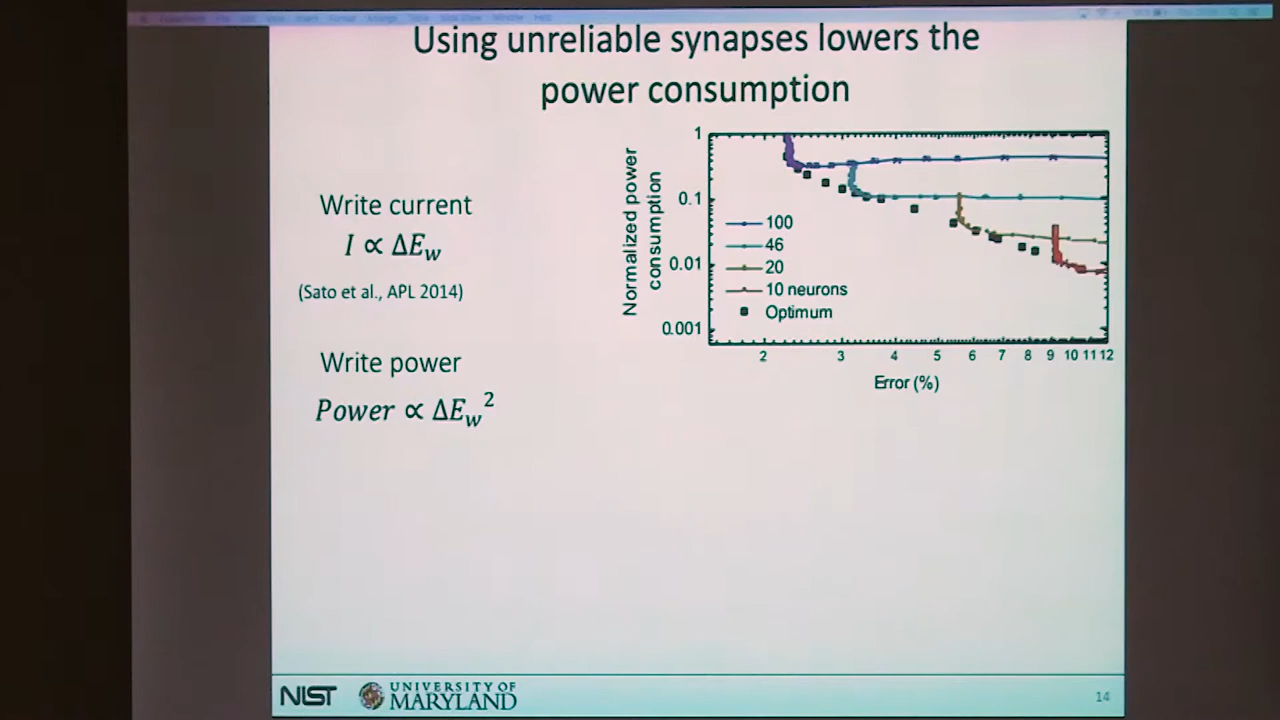 Using unreliable synapses lowers the
power consumption
Write current
I ∝ ΔE_w
(Sato et al., APL 2014)
Write power
Power ∝ ΔE_w²
Normalized power
consumption
1
0.1
0.01
0.001
100
46
20
10 neurons
Optimum
2 3 4 5 6 7 8 9 10 11 12
Error (%)
NIST
UNIVERSITY OF
MARYLAND
14